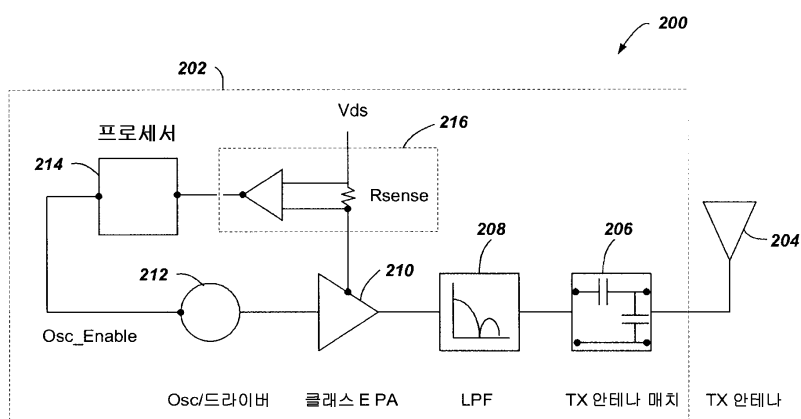 200
202
Vds
216
프로세서
214
Rsense
212
210
208
206
204
Osc_Enable
Osc/드라이버
클래스 E PA
LPF
TX 안테나 매치
TX 안테나